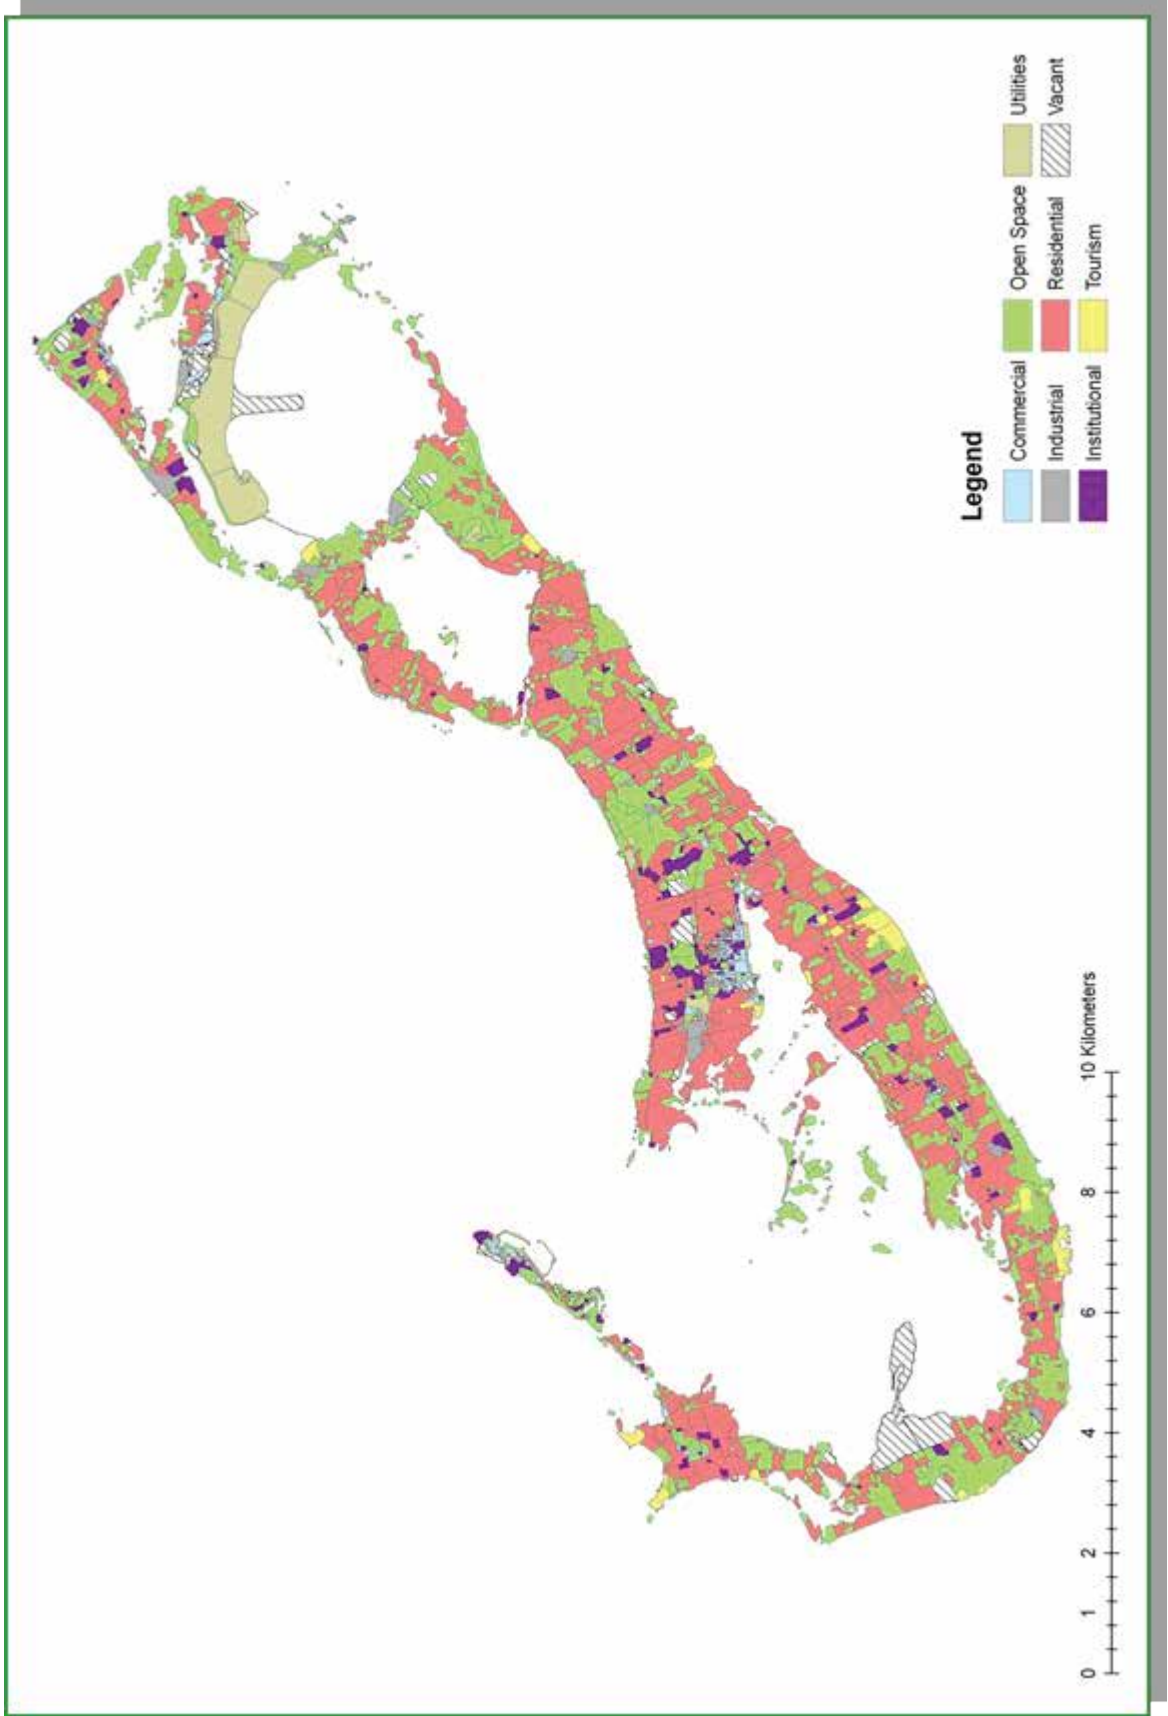 Legend
Commercial
Open Space
Utilities
Industrial
Residential
Vacant
Institutional
Tourism
0 1 2 4 6 8 10 Kilometers